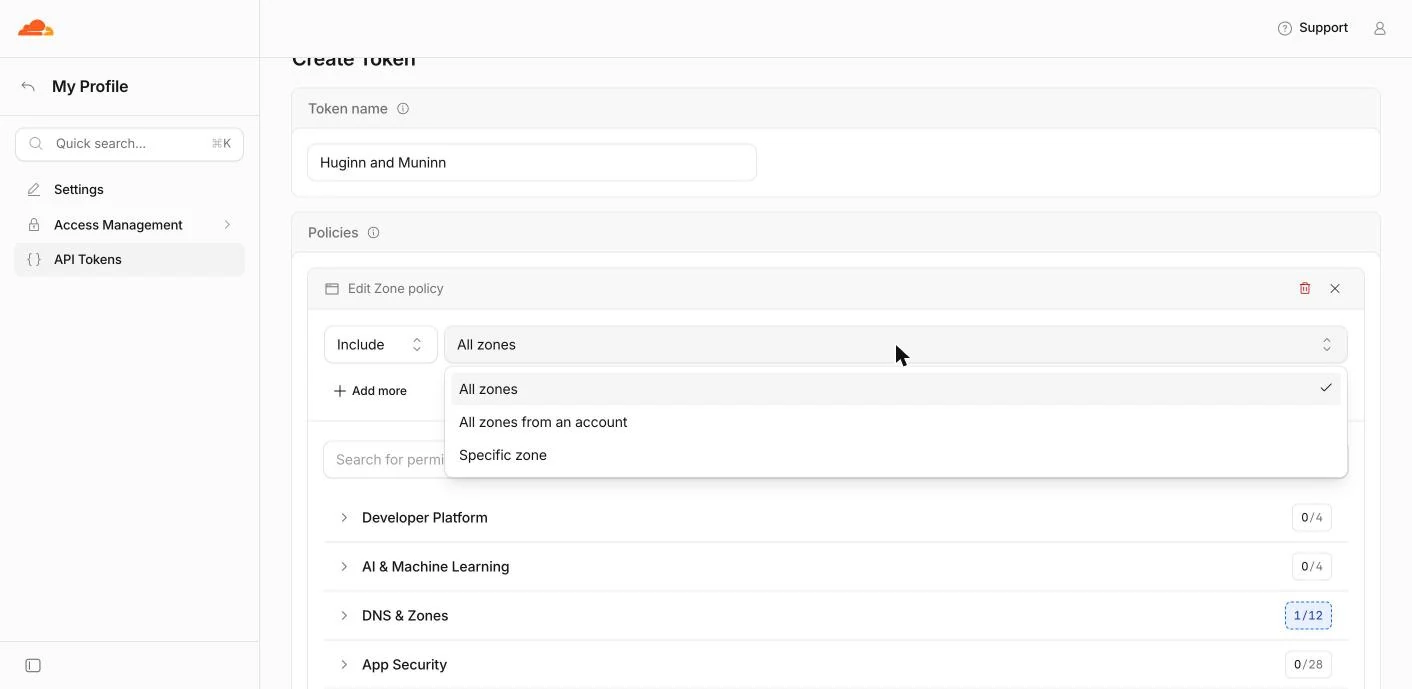 Support
Create Token
My Profile
Token name
Quick search... ⌘K
Huginn and Muninn
Settings
Access Management
Policies
API Tokens
Edit Zone policy
Include
All zones
Add more
All zones
All zones from an account
Specific zone
Search for permi
Developer Platform 0/4
AI & Machine Learning 0/4
DNS & Zones 1/12
App Security 0/28